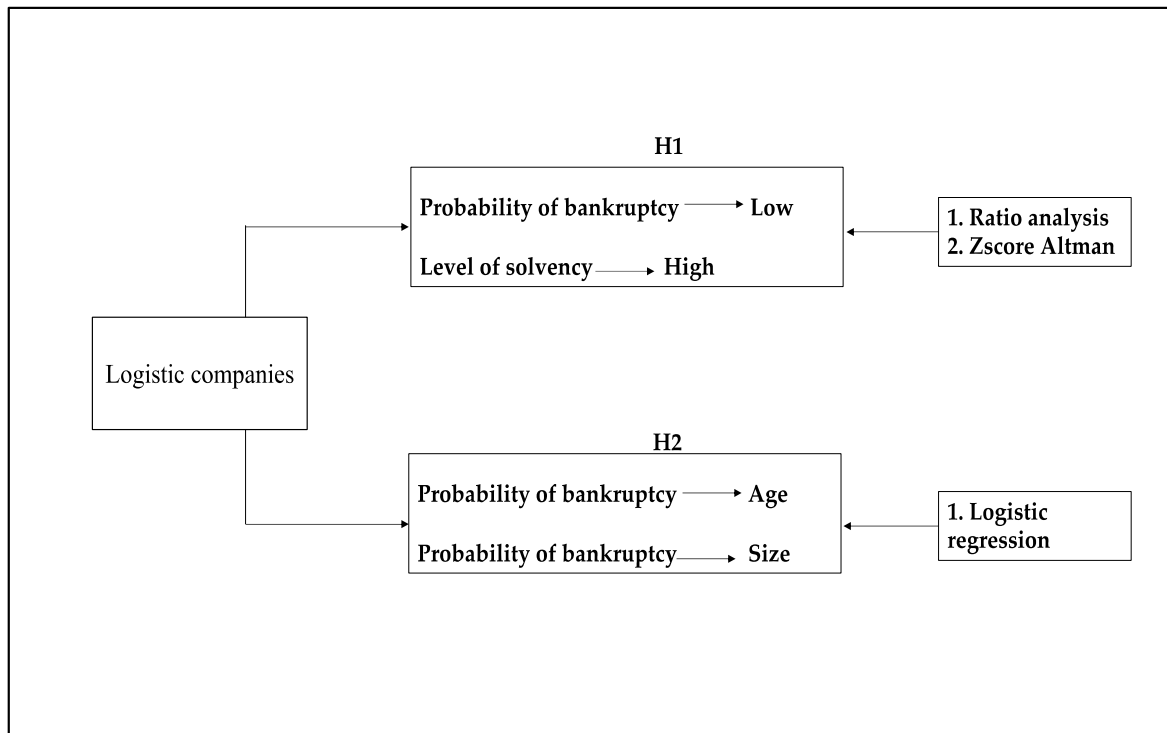 H1
Probability of bankruptcy Low
Level of solvency High
1. Ratio analysis
2. Zscore Altman
Logistic companies
H2
Probability of bankruptcy Age
Probability of bankruptcy Size
1. Logistic
regression